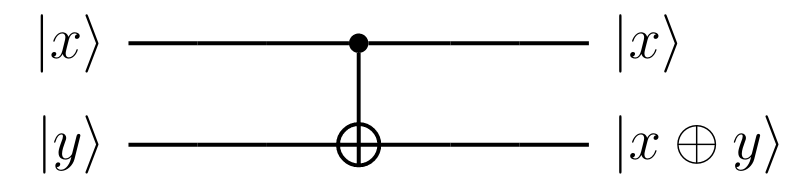 |x⟩ |x⟩
|y⟩ |x ⊕ y⟩